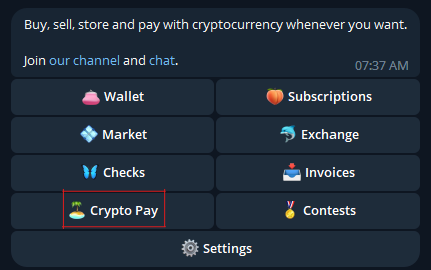 Buy, sell, store and pay with cryptocurrency whenever you want.
Join our channel and chat.
07:37 AM
Wallet
Subscriptions
Market
Exchange
Checks
Invoices
Crypto Pay
Contests
Settings